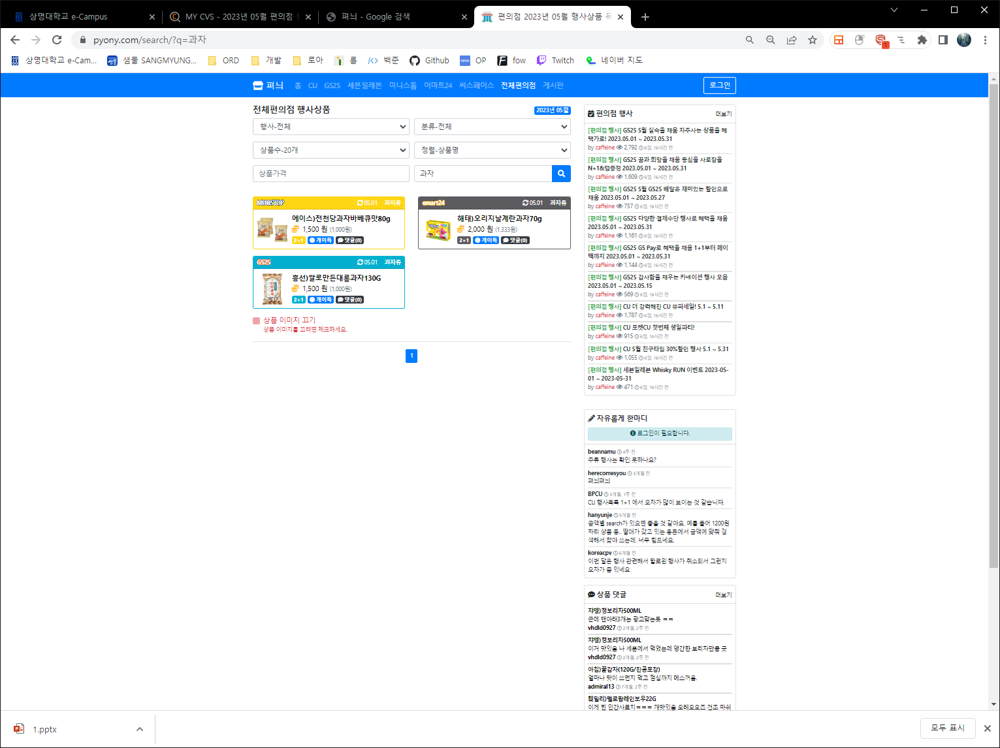 상명대학교 e-Campus
MY CVS - 2023년 05월 편의점
펴늬 - Google 검색
편의점 2023년 05월 행사상품 목
pyony.com/search/?q=과자
상명대학교 e-Cam...
샘물 SANGMYUNG...
ORD
개발
로아
롤
백준
Github
OP
fow
Twitch
네이버 지도
펴늬
홈 CU GS25 세븐일레븐 미니스톱 이마트24 씨스페이스 전체편의점 게시판
로그인
전체편의점 행사상품
2023년 05월
행사-전체
분류-전체
상품수-20개
정렬-상품명
상품가격
과자
MINISTOP 05.01 과자류
에이스)전천당과자바베큐맛80g
1,500 원 (1,000원)
2+1 개이득 댓글(0)
emart24 05.01 과자류
해태)오리지날계란과자70g
2,000 원 (1,333원)
2+1 개이득 댓글(0)
GS25 05.01 과자류
흥선)쌀로만든대롱과자130G
1,500 원 (1,000원)
2+1 개이득 댓글(0)
상품 이미지 끄기
상품 이미지를 끄려면 체크하세요.
1
편의점 행사
더보기
[편의점 행사] GS25 5월 실속을 채움 자주사는 상품을 혜
택가로! 2023.05.01 ~ 2023.05.31
by caffeine 2,792 6일, 16시간 전
[편의점 행사] GS25 꿈과 희망을 채움 동심을 사로잡을
N+1&덤증정 2023.05.01 ~ 2023.05.31
by caffeine 1,609 6일, 16시간 전
[편의점 행사] GS25 5월 GS25 배달은 재미있는 할인으로
채움 2023.05.01 ~ 2023.05.27
by caffeine 757 6일, 16시간 전
[편의점 행사] GS25 다양한 결제수단 행사로 혜택을 채움
2023.05.01 ~ 2023.05.31
by caffeine 1,161 6일, 16시간 전
[편의점 행사] GS25 GS Pay로 혜택을 채움 1+1부터 페이
백까지 2023.05.01 ~ 2023.05.31
by caffeine 1,144 6일, 16시간 전
[편의점 행사] GS25 감사함을 채우는 카네이션 행사 모음
2023.05.01 ~ 2023.05.15
by caffeine 569 6일, 16시간 전
[편의점 행사] CU 더 강력해진 CU 쓔퍼세일! 5.1 ~ 5.11
by caffeine 1,787 6일, 16시간 전
[편의점 행사] CU 포켓CU 첫번째 생일파티!
by caffeine 915 6일, 16시간 전
[편의점 행사] CU 5월 친구타임 30%할인 행사 5.1 ~ 5.31
by caffeine 1,055 6일, 16시간 전
[편의점 행사] 세븐일레븐 Whisky RUN 이벤트 2023-05-
01 ~ 2023-05-31
by caffeine 471 6일, 16시간 전
자유롭게 한마디
로그인이 필요합니다.
beannamu 4주 전
주류 행사는 확인 못하나요?
herecomesyou 3개월 전
펴늬펴늬
BPCU 3개월, 1주 전
CU 행사목록 1+1 에서 오차가 많이 보이는 것 같습니다.
hanyunje 5개월 전
금액별 search가 있으면 좋을 것 같아요. 예를 들어 1200원
짜리 상품 등.. 딸애가 갖고 있는 용돈에서 금액에 맞춰 검
색해서 찾아 쓰는데, 너무 힘드네요.
koreacpv 6개월 전
이번 달은 행사 관련해서 할로윈 행사가 취소되서 그런지
오차가 좀 있네요
상품 댓글
더보기
쟈뎅)청보리차500ML
근데 맨아래3개는 광고맞는듯 ㅋㅋ
vhdld0927 2개월, 2주 전
쟈뎅)청보리차500ML
이거 맛있음 나 세븐에서 먹었는데 앵간한 보리차만큼 굿
vhdld0927 2개월, 2주 전
아침)꿀감자(120G/진공포장)
얼마나 맛이 쓰던지 먹고 점심까지 메스꺼움.
admiral13 7개월, 2주 전
훼밀리)멜로팝레인보우22G
이게 찐 인간사료지ㅋㅋㅋ 개맛있음 오레오오즈 건조 마쉬
1.pptx
모두 표시